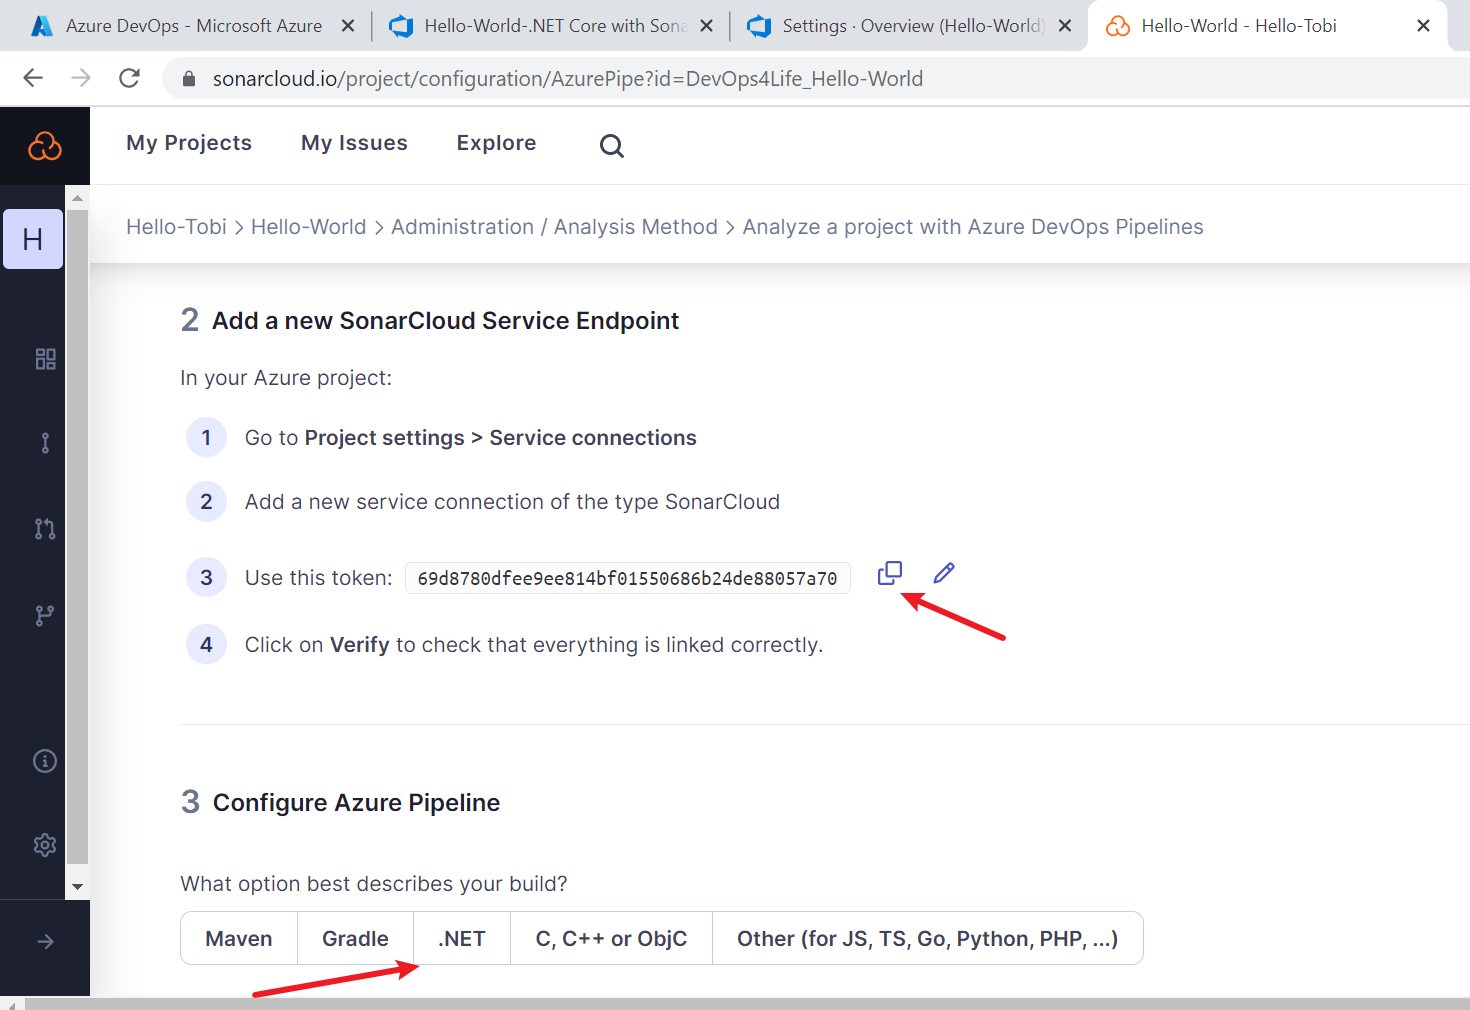 Azure DevOps - Microsoft Azure
Hello-World-.NET Core with Sona
Settings · Overview (Hello-World)
Hello-World - Hello-Tobi
sonarcloud.io/project/configuration/AzurePipe?id=DevOps4Life_Hello-World
My Projects My Issues Explore
H
Hello-Tobi > Hello-World > Administration / Analysis Method > Analyze a project with Azure DevOps Pipelines
2 Add a new SonarCloud Service Endpoint
In your Azure project:
1 Go to Project settings > Service connections
2 Add a new service connection of the type SonarCloud
3 Use this token: 69d8780dfee9ee814bf01550686b24de88057a70
4 Click on Verify to check that everything is linked correctly.
3 Configure Azure Pipeline
What option best describes your build?
Maven Gradle .NET C, C++ or ObjC Other (for JS, TS, Go, Python, PHP, ...)